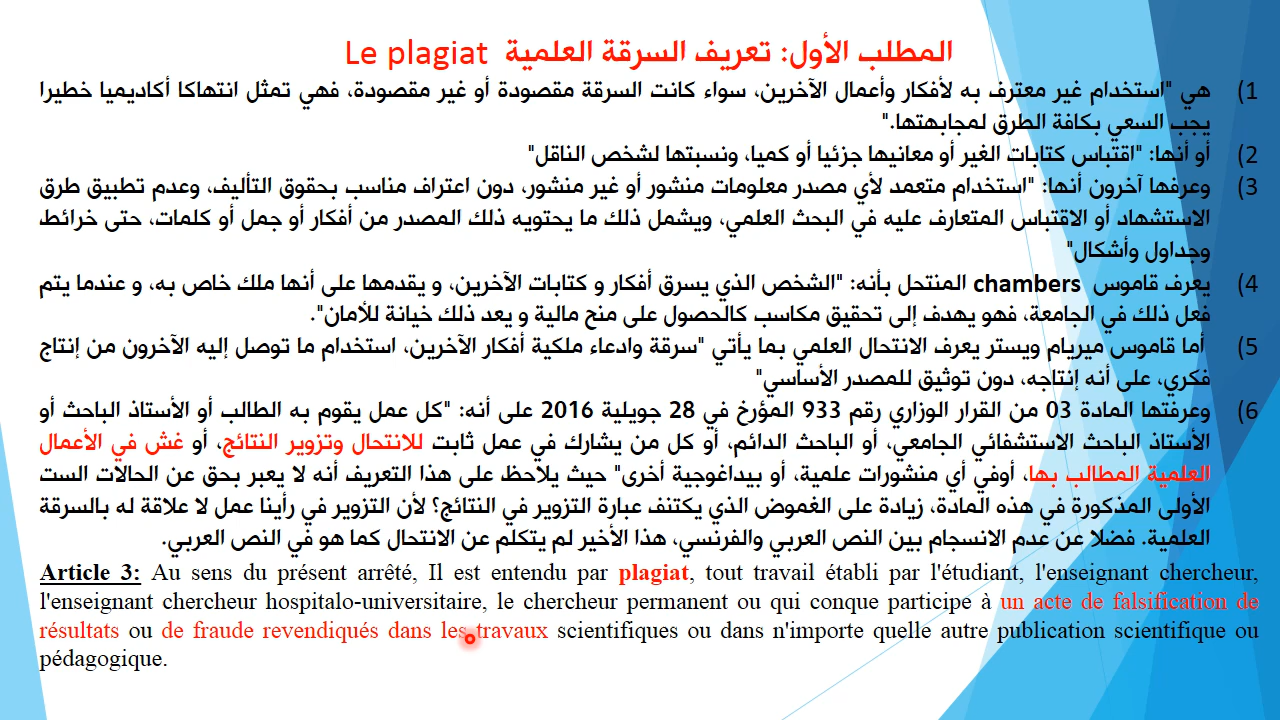 المطلب الأول: تعريف السرقة العلمية Le plagiat
1) هي "استخدام غير معترف به لأفكار وأعمال الآخرين، سواء كانت السرقة مقصودة أو غير مقصودة، فهي تمثل انتهاكا أكاديميا خطيرا
يجب السعي بكافة الطرق لمجابهتها."
2) أو أنها: "اقتباس كتابات الغير أو معانيها جزئيا أو كميا، ونسبتها لشخص الناقل"
3) وعرفها آخرون أنها: "استخدام متعمد لأي مصدر معلومات منشور أو غير منشور، دون اعتراف مناسب بحقوق التأليف، وعدم تطبيق طرق
الاستشهاد أو الاقتباس المتعارف عليه في البحث العلمي، ويشمل ذلك ما يحتويه ذلك المصدر من أفكار أو جمل أو كلمات، حتى خرائط
وجداول وأشكال"
4) يعرف قاموس chambers المنتحل بأنه: "الشخص الذي يسرق أفكار و كتابات الآخرين، و يقدمها على أنها ملك خاص به، و عندما يتم
فعل ذلك في الجامعة، فهو يهدف إلى تحقيق مكاسب كالحصول على منح مالية و يعد ذلك خيانة للأمان".
5) أما قاموس ميريام ويستر يعرف الانتحال العلمي بما يأتي "سرقة وادعاء ملكية أفكار الآخرين، استخدام ما توصل إليه الآخرون من إنتاج
فكري، على أنه إنتاجه، دون توثيق للمصدر الأساسي"
6) وعرفتها المادة 03 من القرار الوزاري رقم 933 المؤرخ في 28 جويلية 2016 على أنه: "كل عمل يقوم به الطالب أو الأستاذ الباحث أو
الأستاذ الباحث الاستشفائي الجامعي، أو الباحث الدائم، أو كل من يشارك في عمل ثابت للانتحال وتزوير النتائج، أو غش في الأعمال
العلمية المطالب بها، أوفي أي منشورات علمية، أو بيداغوجية أخرى" حيث يلاحظ على هذا التعريف أنه لا يعبر بحق عن الحالات الست
الأولى المذكورة في هذه المادة، زيادة على الغموض الذي يكتنف عبارة التزوير في النتائج؟ لأن التزوير في رأينا عمل لا علاقة له بالسرقة
العلمية. فضلا عن عدم الانسجام بين النص العربي والفرنسي، هذا الأخير لم يتكلم عن الانتحال كما هو في النص العربي.
Article 3: Au sens du présent arrêté, Il est entendu par plagiat, tout travail établi par l'étudiant, l'enseignant chercheur,
l'enseignant chercheur hospitalo-universitaire, le chercheur permanent ou qui conque participe à un acte de falsification de
résultats ou de fraude revendiqués dans les travaux scientifiques ou dans n'importe quelle autre publication scientifique ou
pédagogique.